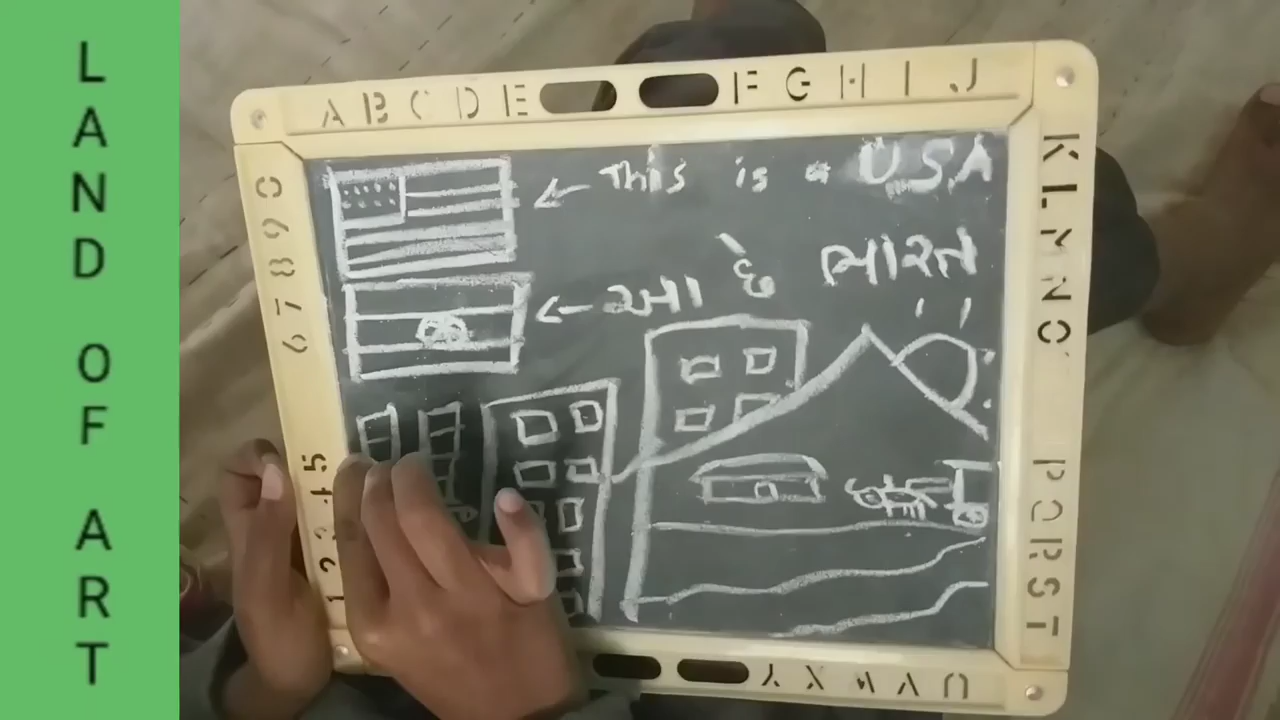 LAND OF ART
A B C D E F G H I J
K L M N O P Q R S T
U V W X Y
1 2 3 4 5 6 7 8 9 0
← This is a USA
← આ છે ભારત